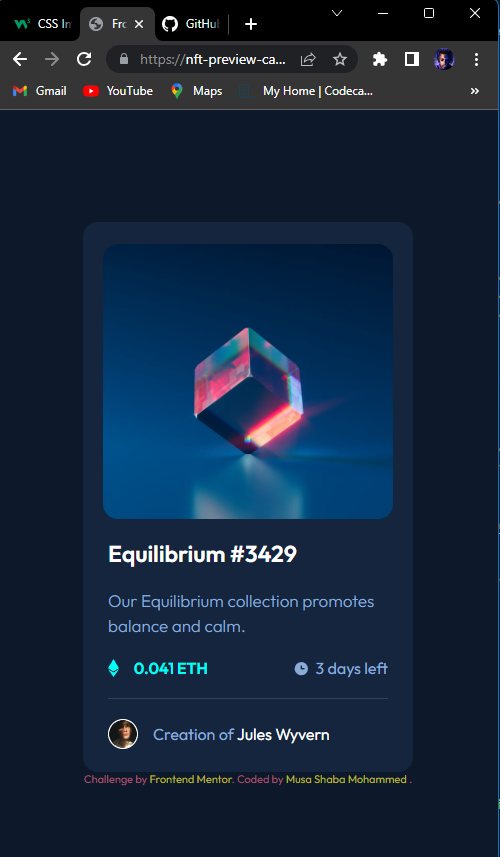 CSS In
Fro
GitHub
https://nft-preview-ca...
Gmail
YouTube
Maps
My Home | Codeca...
Equilibrium #3429
Our Equilibrium collection promotes
balance and calm.
0.041 ETH
3 days left
Creation of Jules Wyvern
Challenge by Frontend Mentor. Coded by Musa Shaba Mohammed .